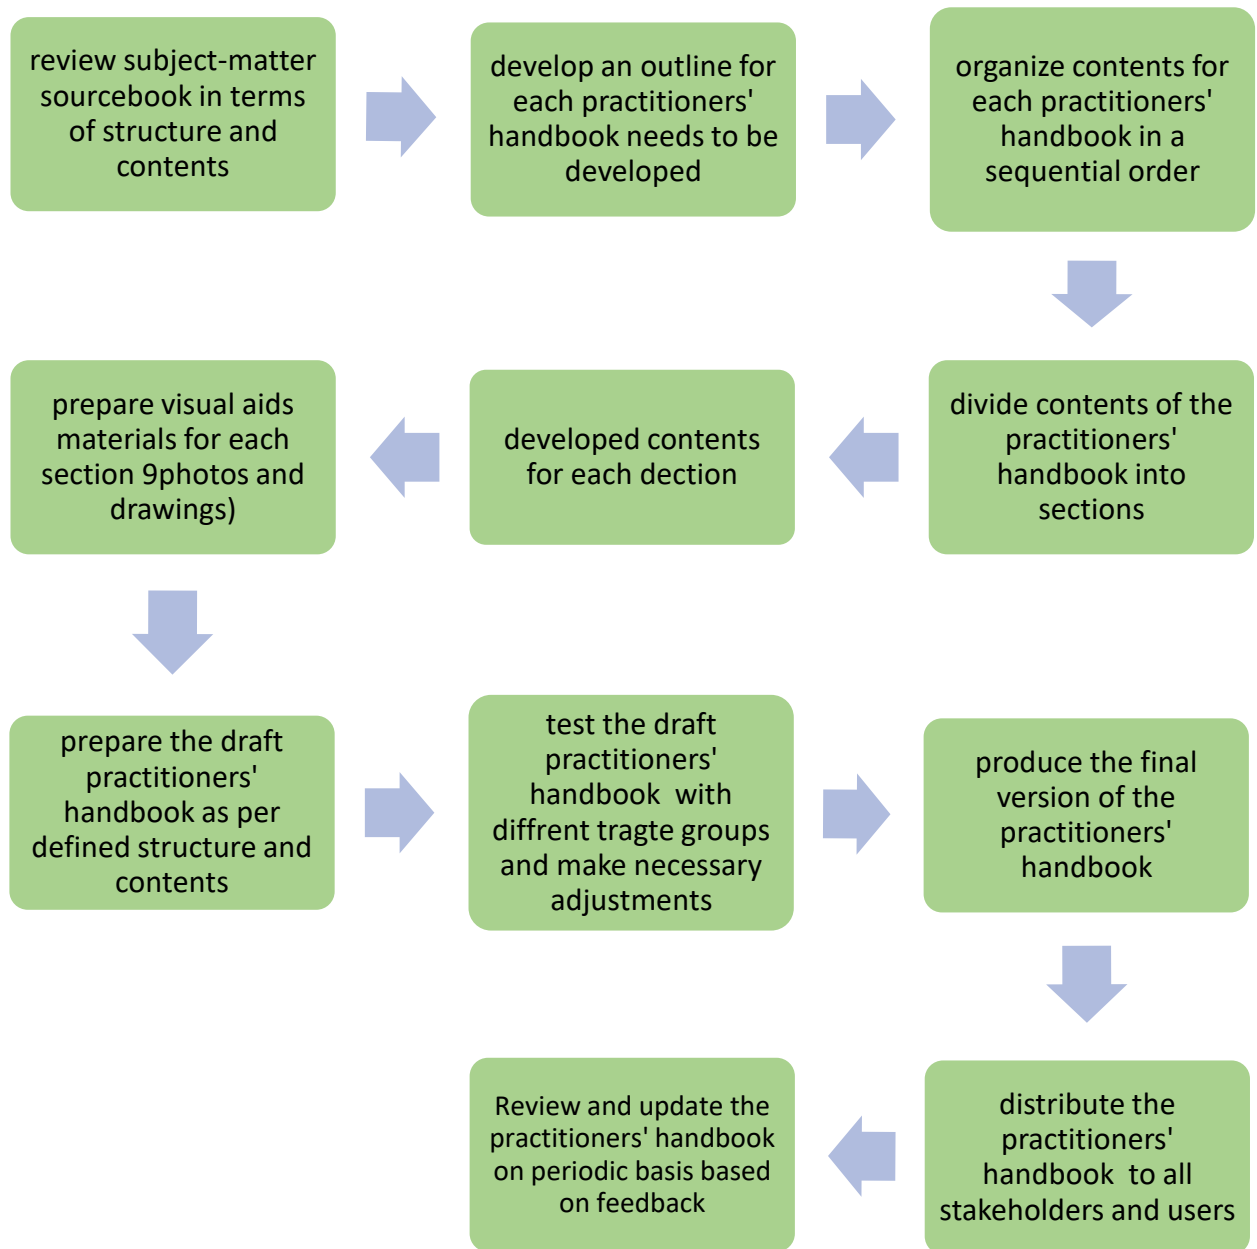 review subject-matter
sourcebook in terms
of structure and
contents
develop an outline for
each practitioners'
handbook needs to be
developed
organize contents for
each practitioners'
handbook in a
sequential order
divide contents of the
practitioners'
handbook into
sections
developed contents
for each dection
prepare visual aids
materials for each
section 9photos and
drawings)
prepare the draft
practitioners'
handbook as per
defined structure and
contents
test the draft
practitioners'
handbook  with
diffrent tragte groups
and make necessary
adjustments
produce the final
version of the
practitioners'
handbook
distribute the
practitioners'
handbook  to all
stakeholders and users
Review and update the
practitioners' handbook
on periodic basis based
on feedback